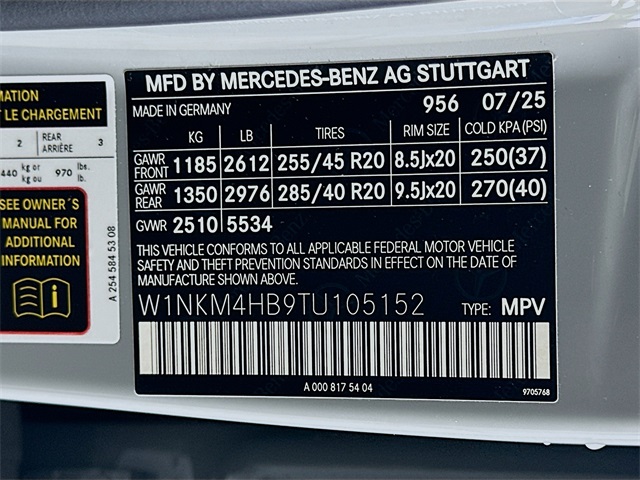 MATION
T LE CHARGEMENT
2 REAR ARRIÈRE 3
440 kg or kg ou 970 lbs. lb.
SEE OWNER´S
MANUAL FOR
ADDITIONAL
INFORMATION
A 254 584 53 08
MFD BY MERCEDES-BENZ AG STUTTGART
MADE IN GERMANY 956 07/25
KG LB TIRES RIM SIZE COLD KPA (PSI)
GAWR FRONT 1185 2612 255/45 R20 8.5Jx20 250(37)
GAWR REAR 1350 2976 285/40 R20 9.5Jx20 270(40)
GVWR 2510 5534
THIS VEHICLE CONFORMS TO ALL APPLICABLE FEDERAL MOTOR VEHICLE
SAFETY AND THEFT PREVENTION STANDARDS IN EFFECT ON THE DATE OF
MANUFACTURE SHOWN ABOVE.
W1NKM4HB9TU105152 TYPE: MPV
A 000 817 54 04
9705768